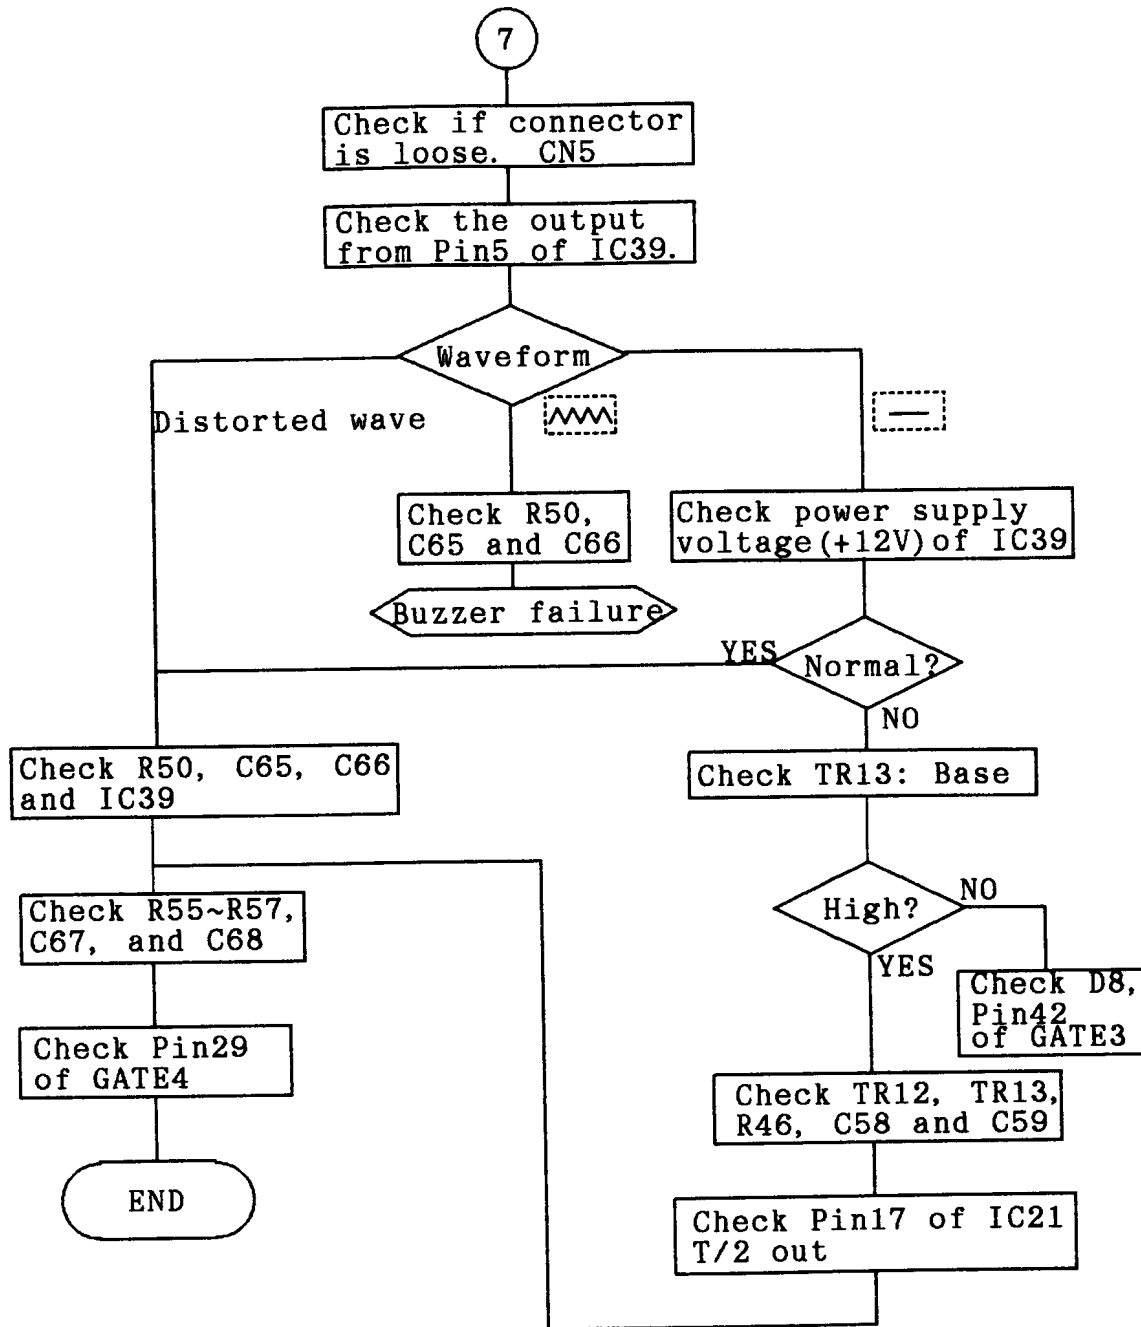 7
Check if connector
is loose. CN5
Check the output
from Pin5 of IC39.
Waveform
Distorted wave
Check R50,
C65 and C66
Check power supply
voltage(+12V)of IC39
Buzzer failure
YES
Normal?
NO
Check R50, C65, C66
and IC39
Check TR13: Base
Check R55~R57,
C67, and C68
High?
NO
YES
Check D8,
Pin42
of GATE3
Check Pin29
of GATE4
Check TR12, TR13,
R46, C58 and C59
END
Check Pin17 of IC21
T/2 out